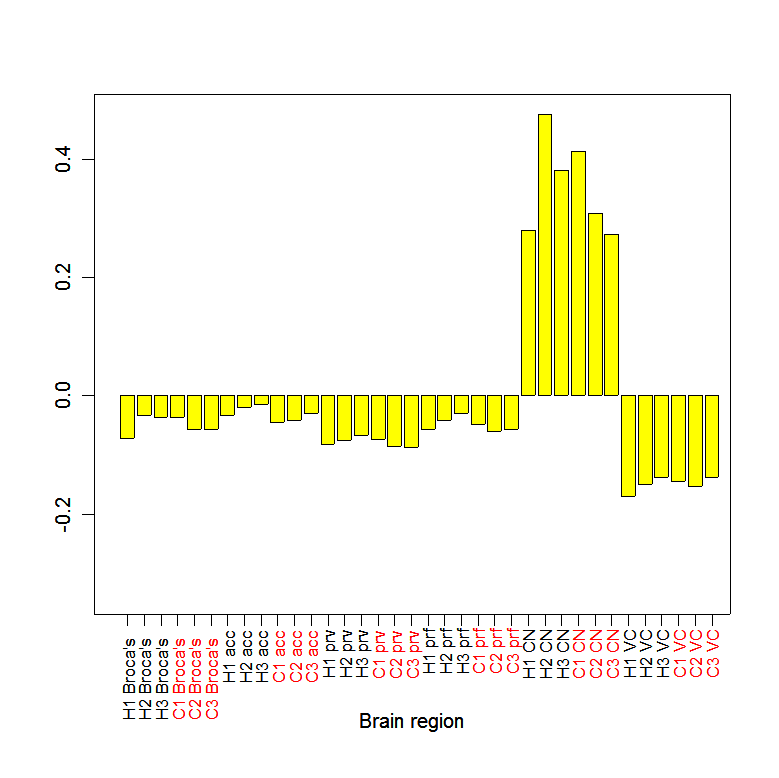 0.4
0.2
0.0
-0.2
H1 Broca's
H2 Broca's
H3 Broca's
C1 Broca's
C2 Broca's
C3 Broca's
H1 acc
H2 acc
H3 acc
C1 acc
C2 acc
C3 acc
H1 prv
H2 prv
H3 prv
C1 prv
C2 prv
C3 prv
H1 prf
H2 prf
H3 prf
C1 prf
C2 prf
C3 prf
H1 CN
H2 CN
H3 CN
C1 CN
C2 CN
C3 CN
H1 VC
H2 VC
H3 VC
C1 VC
C2 VC
C3 VC
Brain region